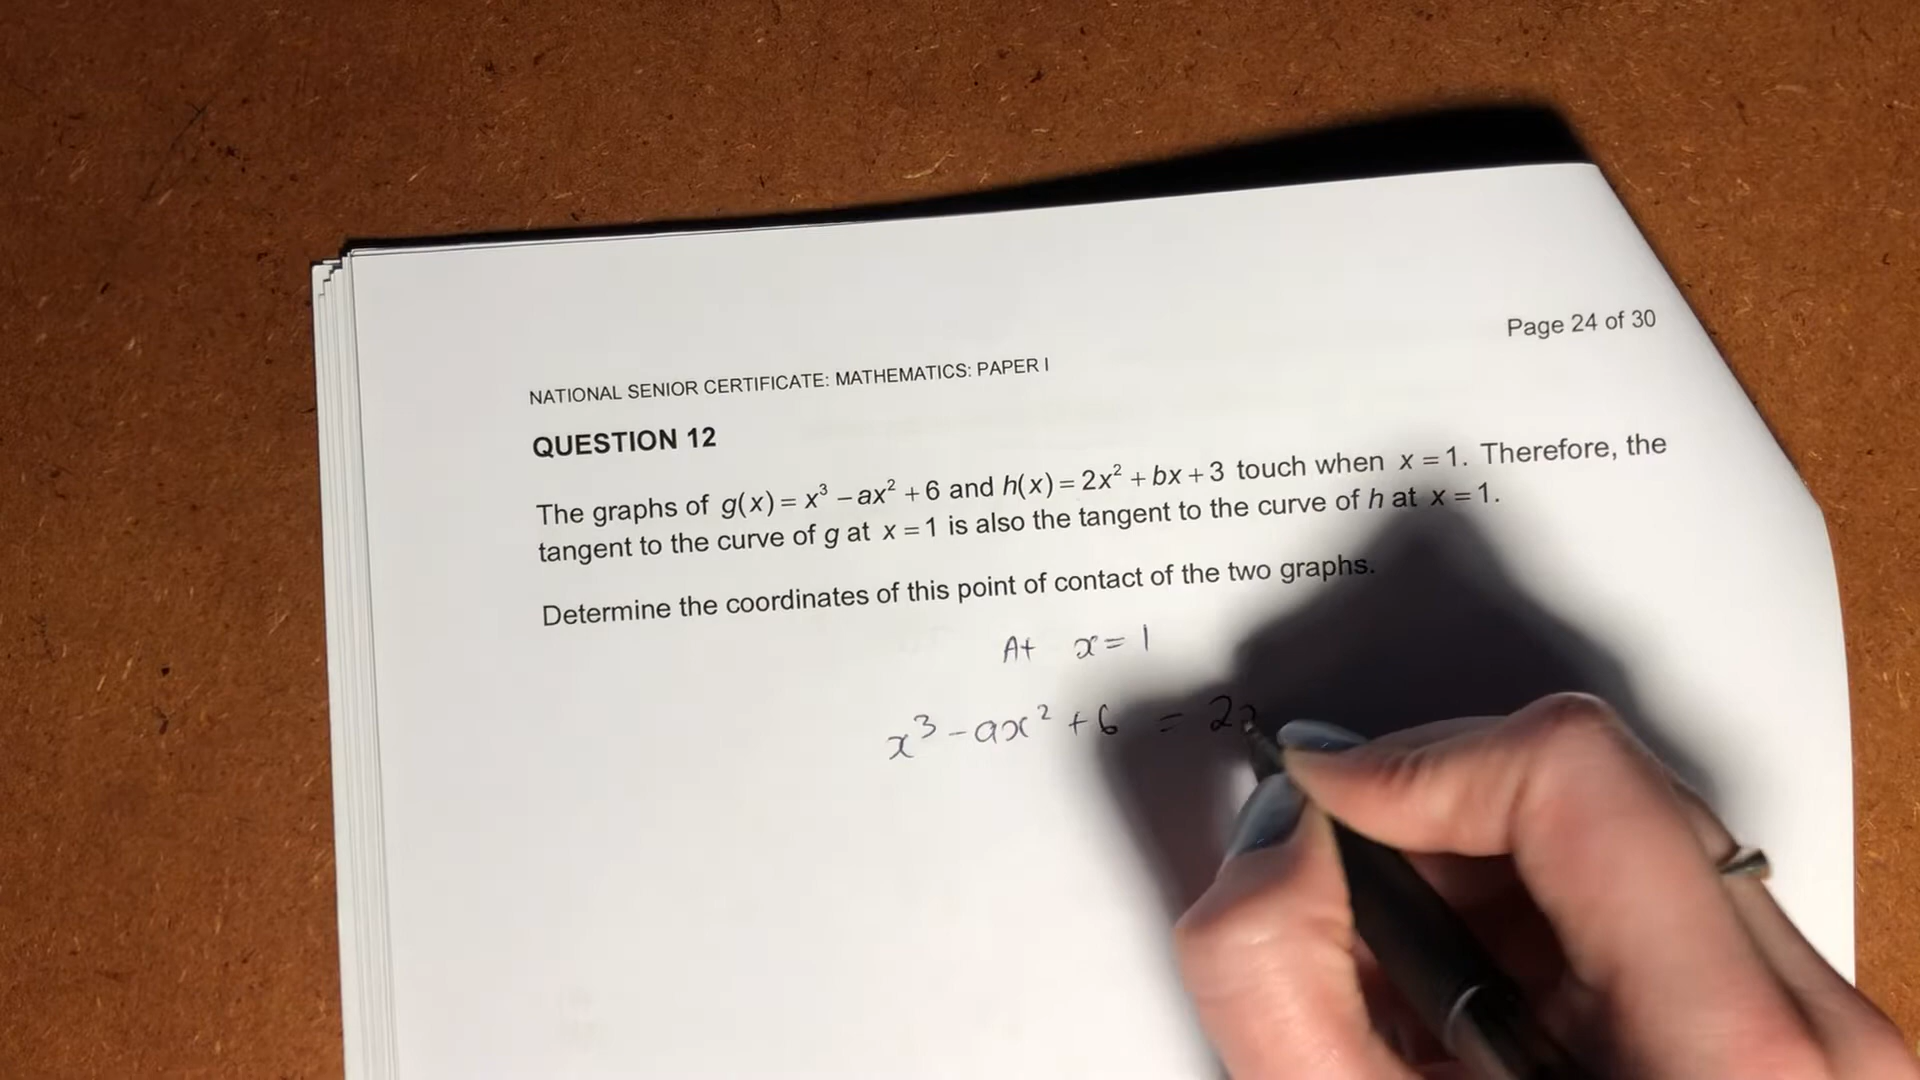 Page 24 of 30
NATIONAL SENIOR CERTIFICATE: MATHEMATICS: PAPER I
QUESTION 12
The graphs of g(x) = x³ − ax² + 6 and h(x) = 2x² + bx + 3 touch when x = 1. Therefore, the
tangent to the curve of g at x = 1 is also the tangent to the curve of h at x = 1.
Determine the coordinates of this point of contact of the two graphs.
At x = 1
x³ − ax² + 6 = 2x